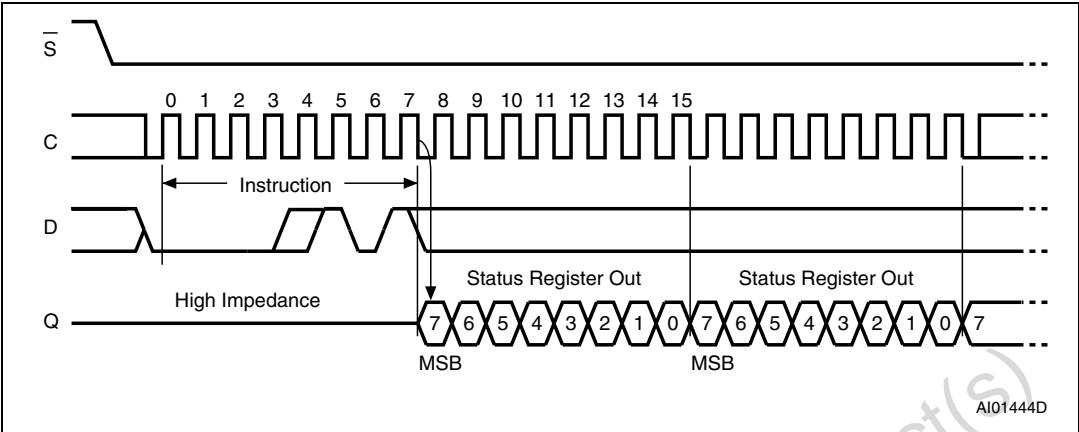 S
0 1 2 3 4 5 6 7 8 9 10 11 12 13 14 15
C
Instruction
D
Status Register Out Status Register Out
High Impedance
Q 7 6 5 4 3 2 1 0 7 6 5 4 3 2 1 0 7
MSB MSB
AI01444D